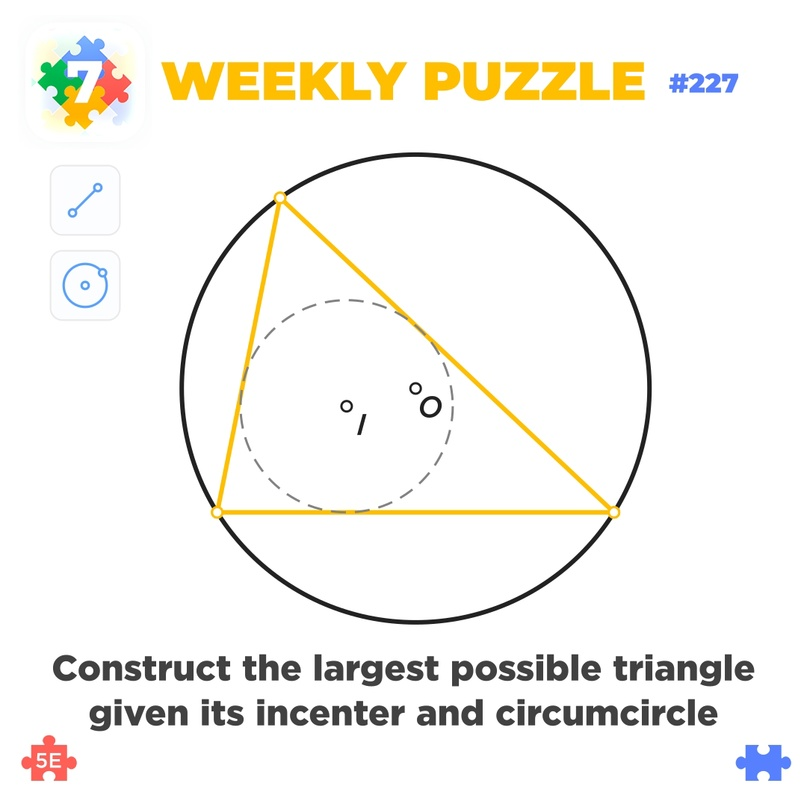 7
WEEKLY PUZZLE #227
I
O
Construct the largest possible triangle
given its incenter and circumcircle
5E